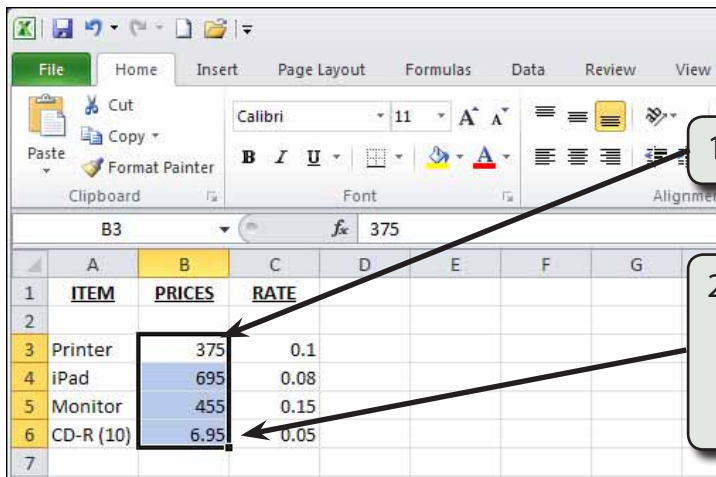 File Home Insert Page Layout Formulas Data Review View
Cut
Copy
Format Painter
Paste
Clipboard
Calibri 11 A A
B I U A
Font
Alignme
B3 fx 375
A B C D E F G
1 ITEM PRICES RATE
2
3 Printer 375 0.1
4 iPad 695 0.08
5 Monitor 455 0.15
6 CD-R (10) 6.95 0.05
7
1
2